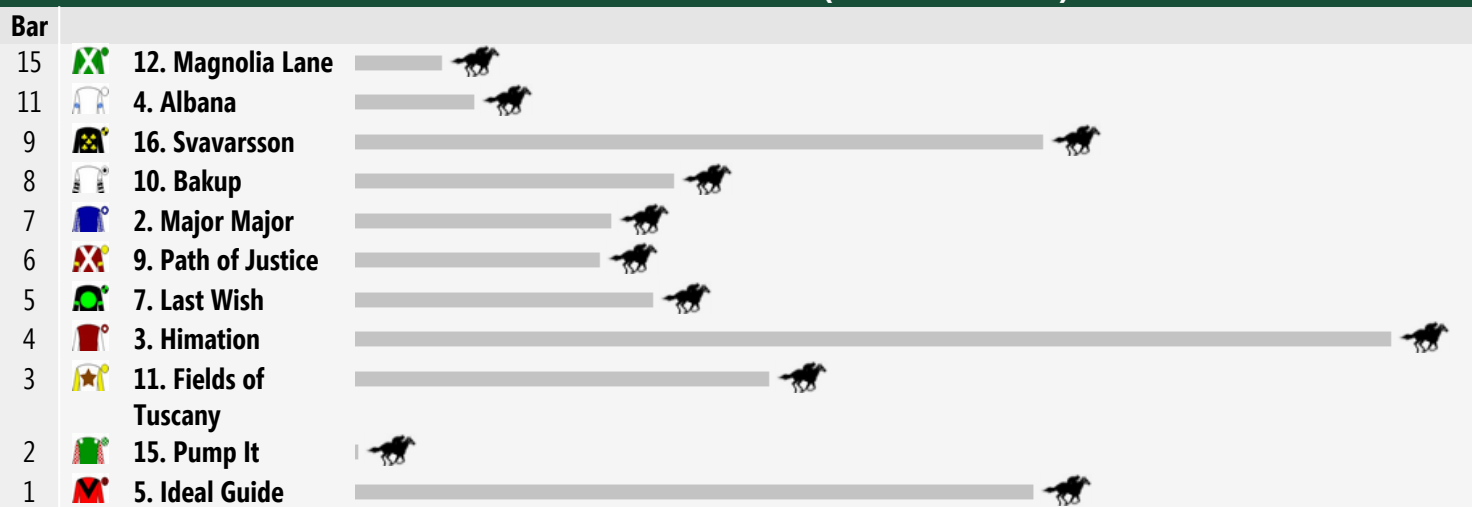 Bar
15 12. Magnolia Lane
11 4. Albana
9 16. Svavarsson
8 10. Bakup
7 2. Major Major
6 9. Path of Justice
5 7. Last Wish
4 3. Himation
3 11. Fields of
Tuscany
2 15. Pump It
1 5. Ideal Guide